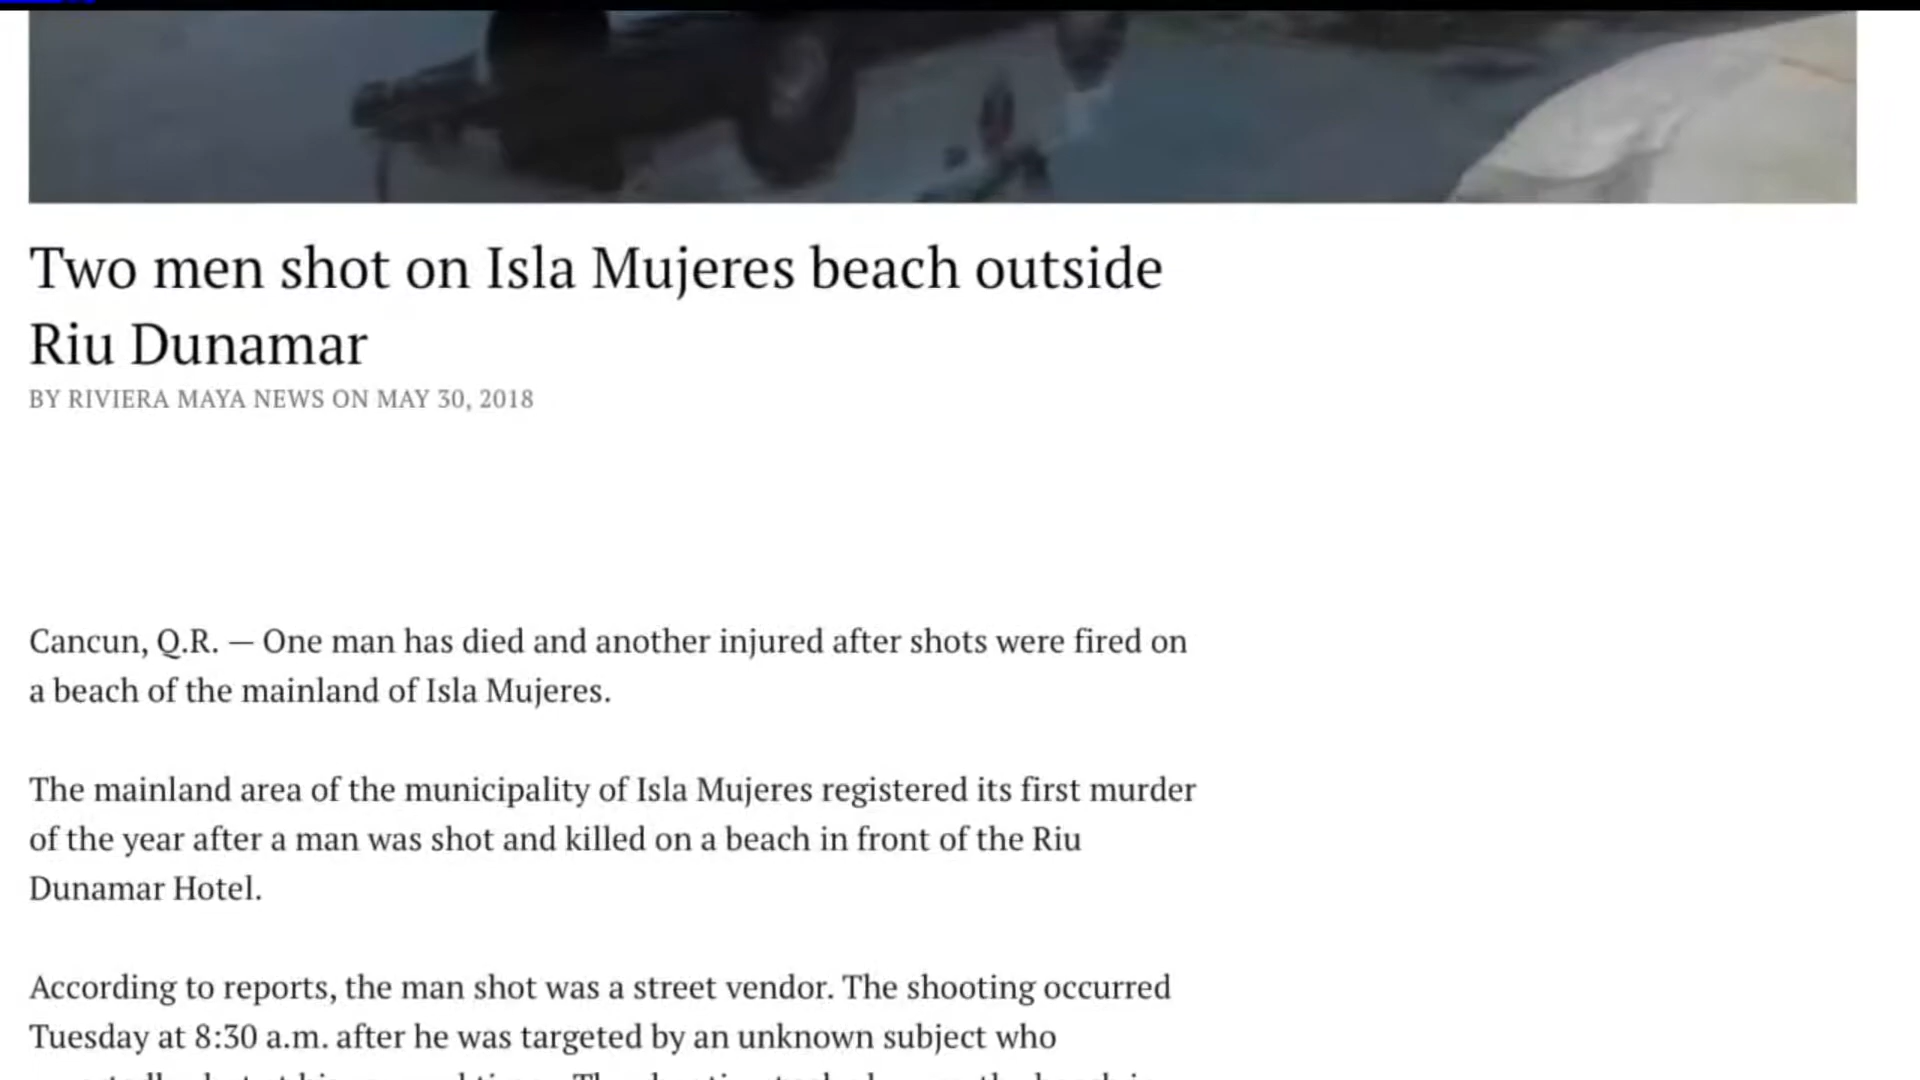 Two men shot on Isla Mujeres beach outside
Riu Dunamar
BY RIVIERA MAYA NEWS ON MAY 30, 2018
Cancun, Q.R. — One man has died and another injured after shots were fired on
a beach of the mainland of Isla Mujeres.
The mainland area of the municipality of Isla Mujeres registered its first murder
of the year after a man was shot and killed on a beach in front of the Riu
Dunamar Hotel.
According to reports, the man shot was a street vendor. The shooting occurred
Tuesday at 8:30 a.m. after he was targeted by an unknown subject who